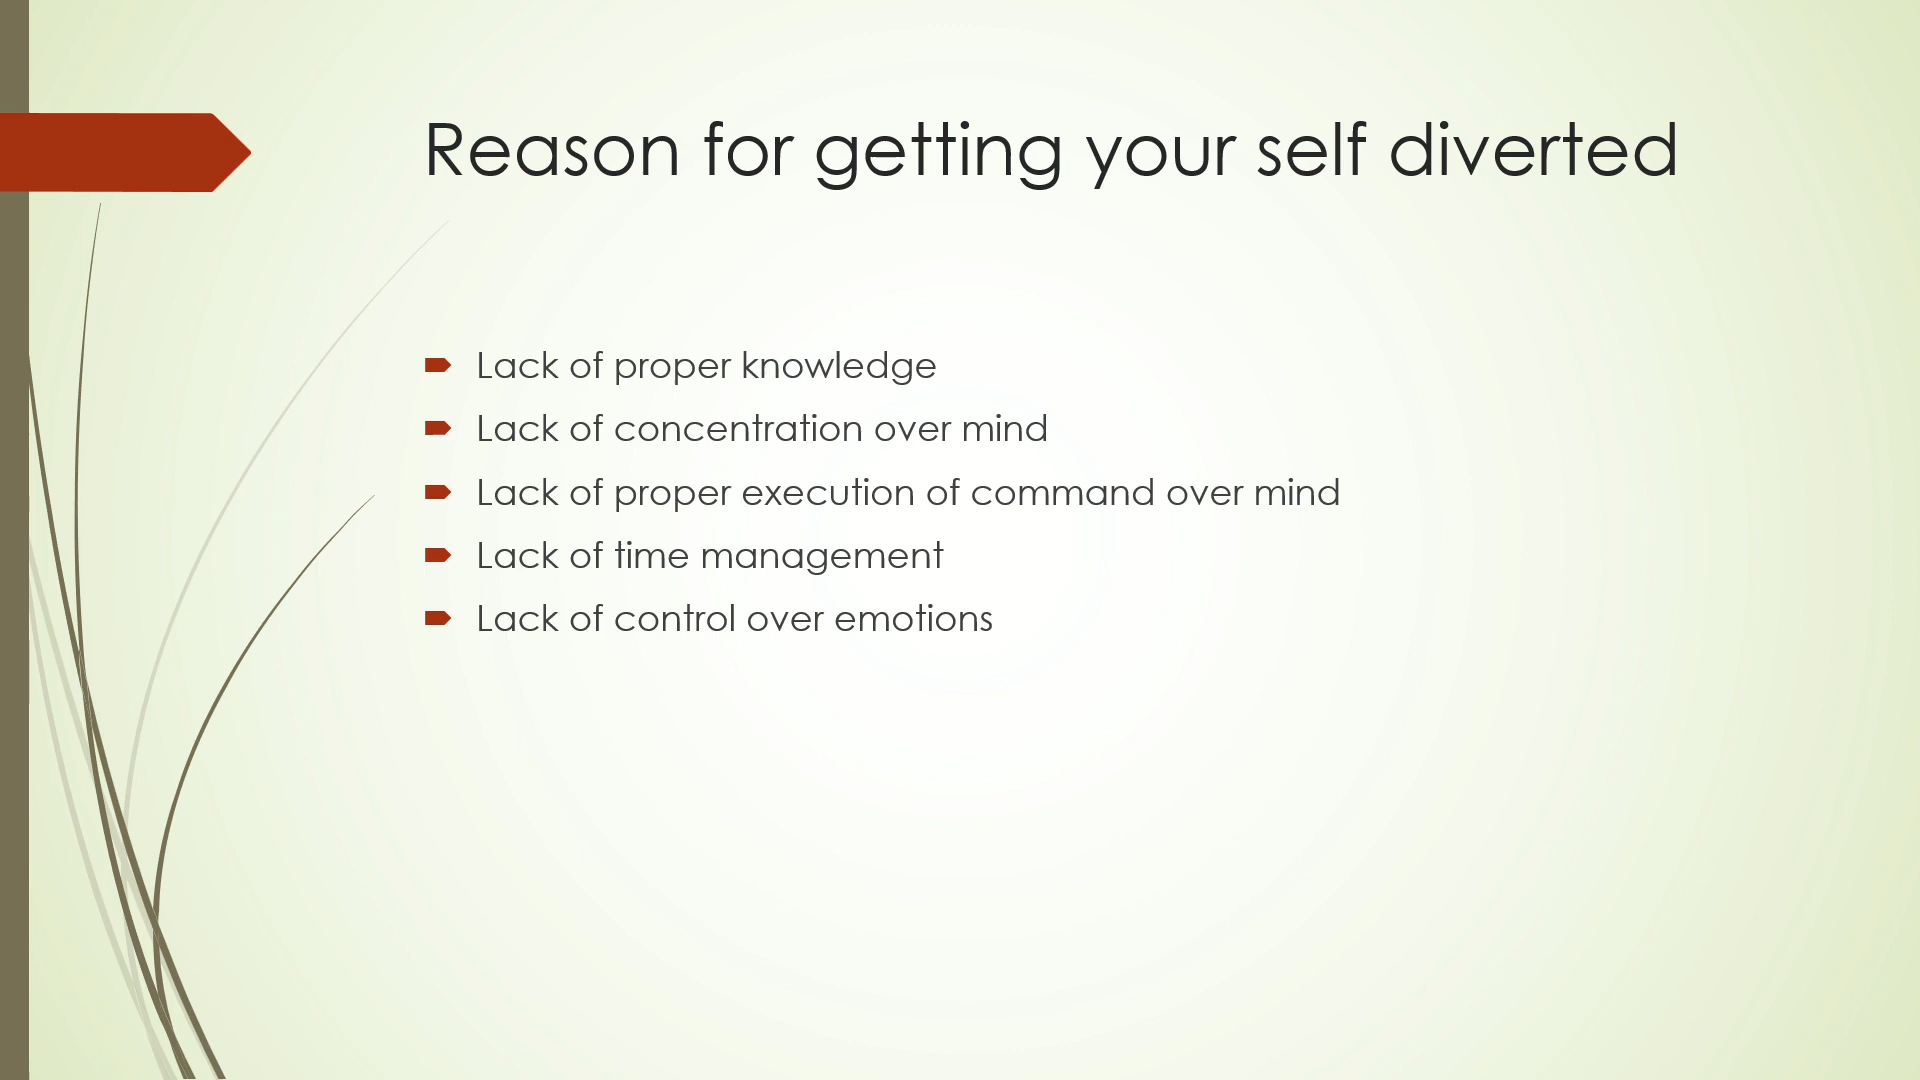 Reason for getting your self diverted
Lack of proper knowledge
Lack of concentration over mind
Lack of proper execution of command over mind
Lack of time management
Lack of control over emotions